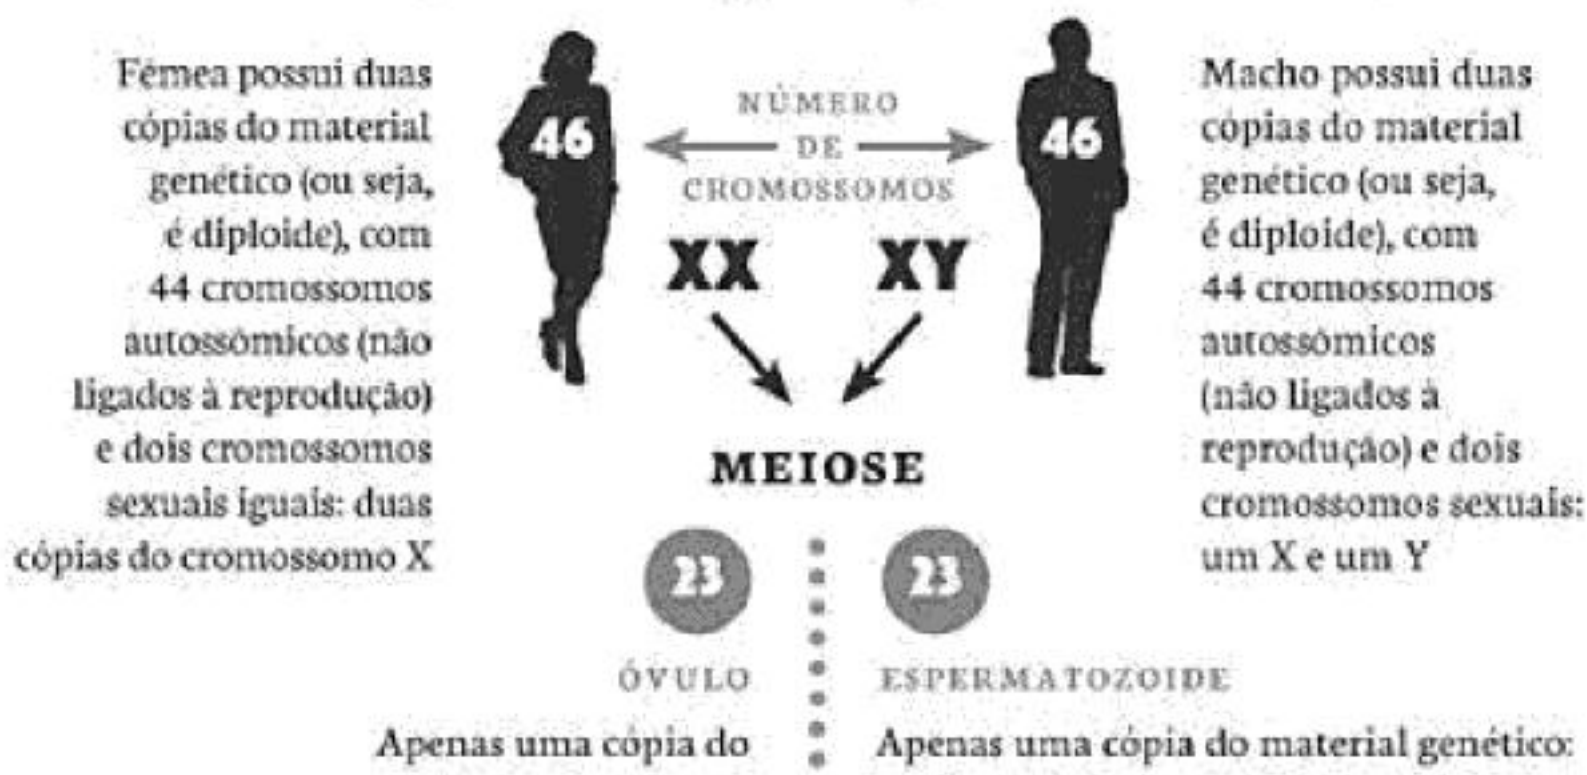 Fêmea possui duas
cópias do material
genético (ou seja,
é diploide), com
44 cromossomos
autossômicos (não
ligados à reprodução)
e dois cromossomos
sexuais iguais: duas
cópias do cromossomo X
46
NÚMERO
DE
CROMOSSOMOS
46
XX
XY
Macho possui duas
cópias do material
genético (ou seja,
é diploide), com
44 cromossomos
autossômicos
(não ligados à
reprodução) e dois
cromossomos sexuais:
um X e um Y
MEIOSE
23
ÓVULO
Apenas uma cópia do
23
ESPERMATOZOIDE
Apenas uma cópia do material genético: